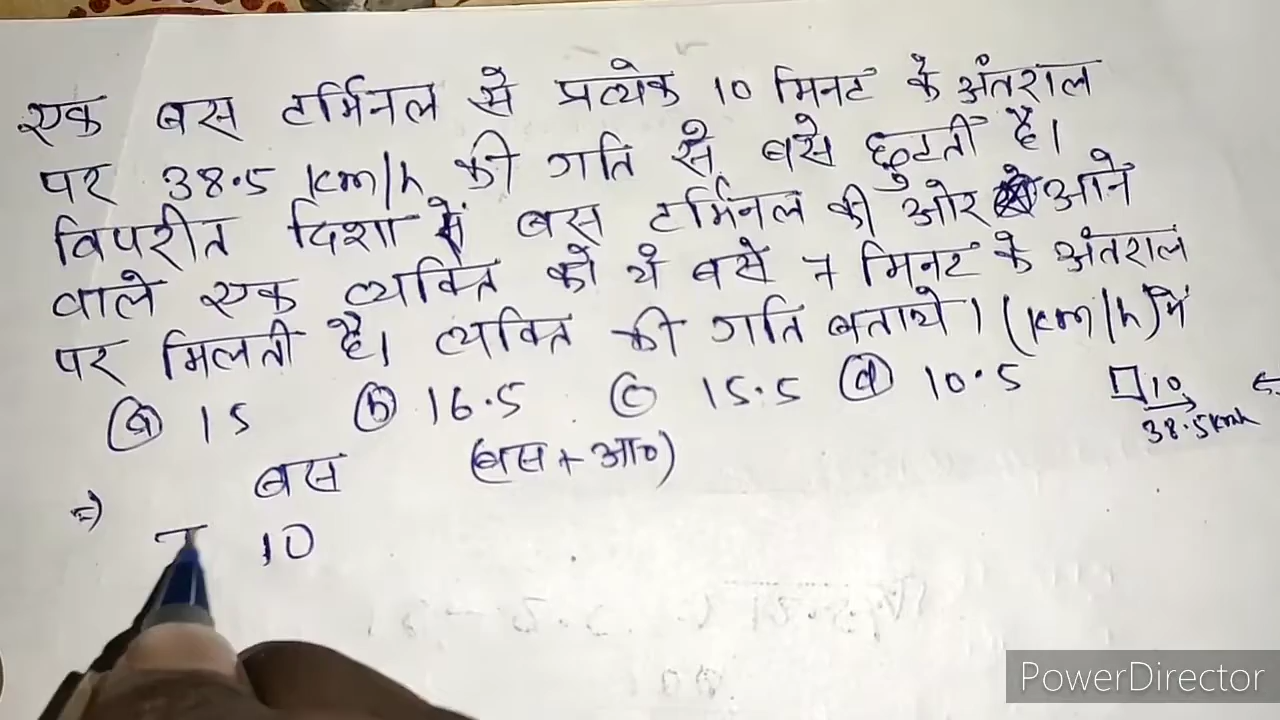 एक बस टर्मिनल से प्रत्येक 10 मिनट के अंतराल
पर 38.5 km/h की गति से बसे छुटती है।
विपरीत दिशा में बस टर्मिनल की ओर आने
वाले एक व्यक्ति को ये बसें 7 मिनट के अंतराल
पर मिलती है। व्यक्ति की गति बताये। (km/h) में
(a) 15 (b) 16.5 (c) 15.5 (d) 10.5
10
38.5 kmh
बस (बस + आ०)
=) 10
PowerDirector